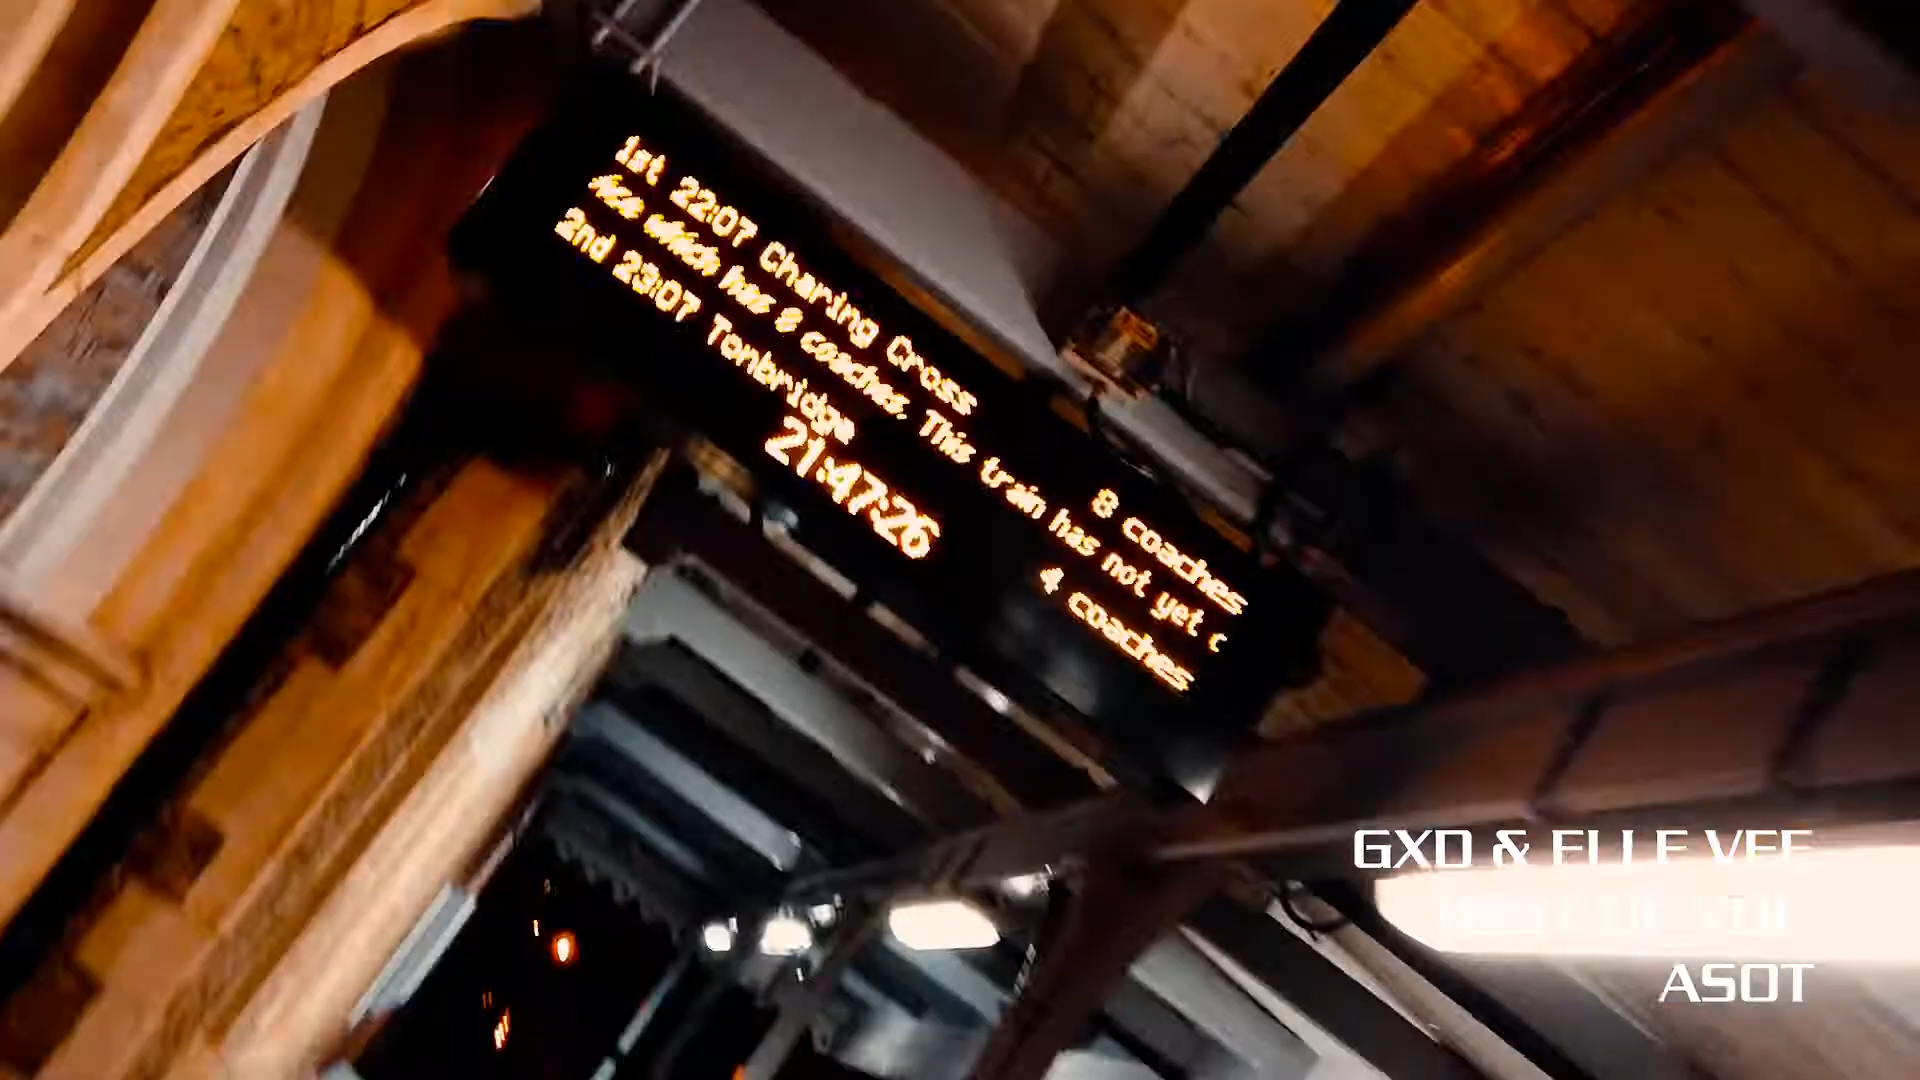 1st 22:07 Charing Cross 8 coaches
which has 8 coaches. This train has not yet
2nd 23:07 Tonbridge 4 coaches
21:47:26
GXD & ELLE VEE
ASOT